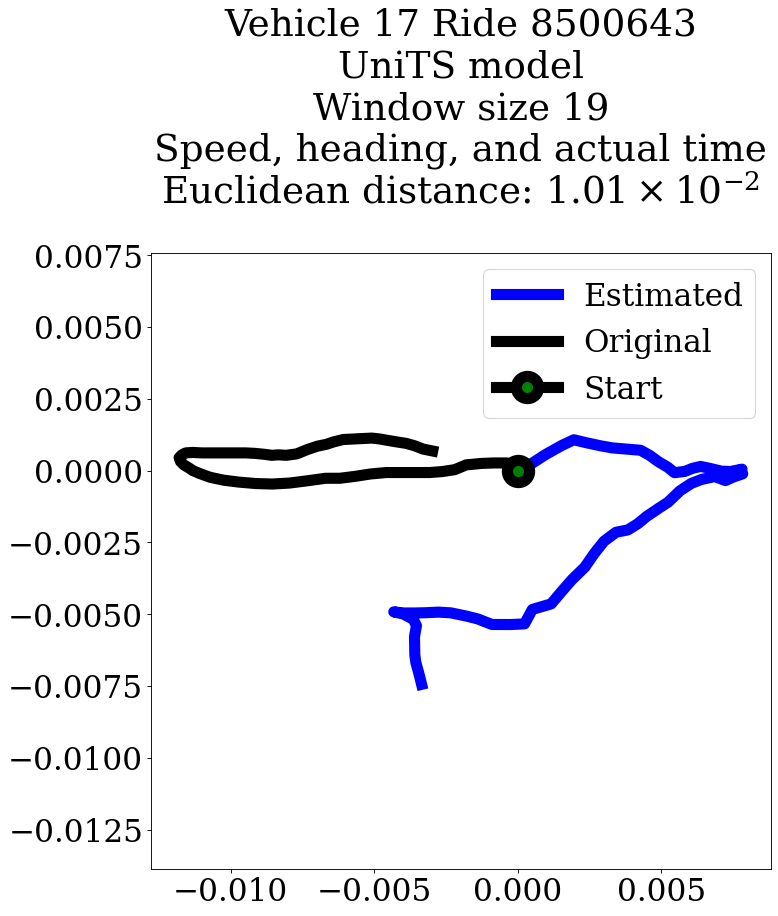 Vehicle 17 Ride 8500643
UniTS model
Window size 19
Speed, heading, and actual time
Euclidean distance: 1.01 × 10⁻²
0.0075
0.0050
0.0025
0.0000
−0.0025
−0.0050
−0.0075
−0.0100
−0.0125
Estimated
Original
Start
−0.010 −0.005 0.000 0.005